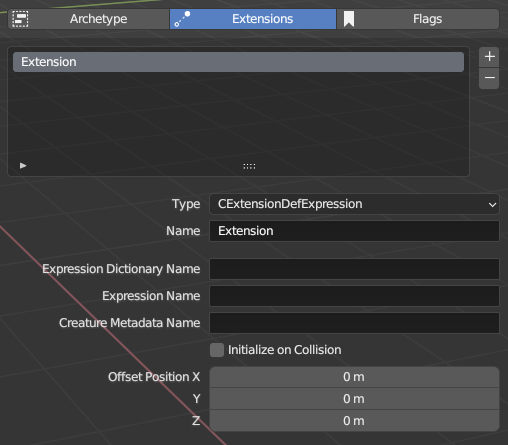 Archetype Extensions Flags
Extension
+
−
Type CExtensionDefExpression
Name Extension
Expression Dictionary Name
Expression Name
Creature Metadata Name
Initialize on Collision
Offset Position X 0 m
Y 0 m
Z 0 m